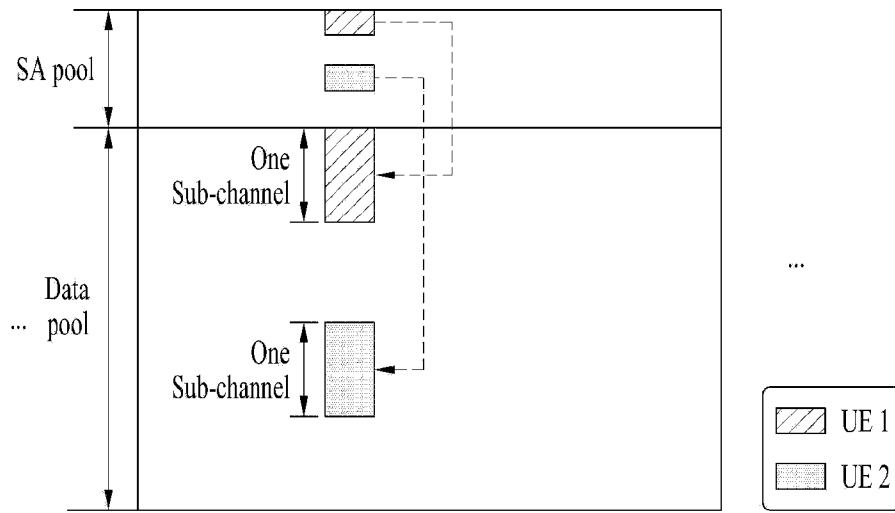 SA pool
One
Sub-channel
...
Data
... pool
One
Sub-channel
UE 1
UE 2